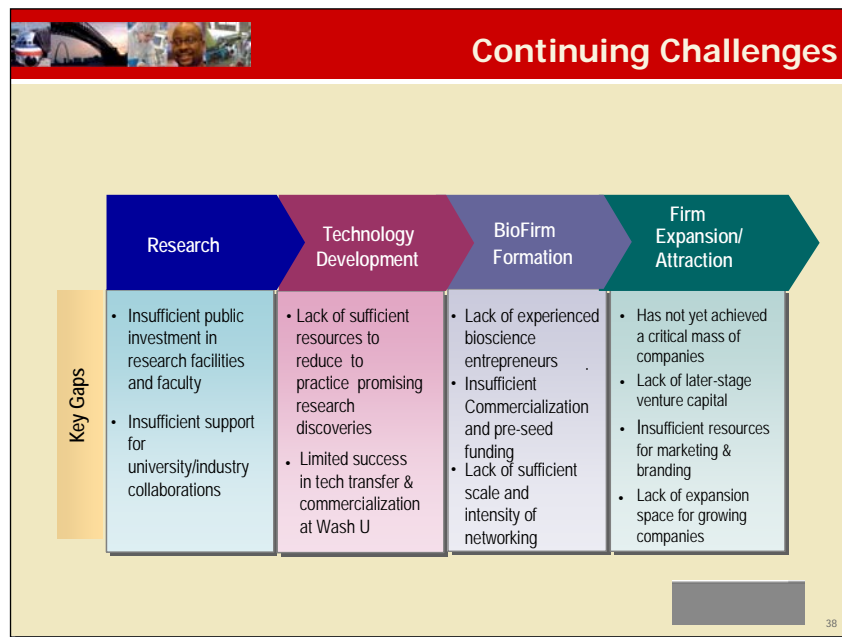 Continuing Challenges
Research
Technology
Development
BioFirm
Formation
Firm
Expansion/
Attraction
Key Gaps
• Insufficient public
investment in
research facilities
and faculty
• Insufficient support
for
university/industry
collaborations
• Lack of sufficient
resources to
reduce to
practice promising
research
discoveries
• Limited success
in tech transfer &
commercialization
at Wash U
• Lack of experienced
bioscience
entrepreneurs .
• Insufficient
Commercialization
and pre-seed
funding
• Lack of sufficient
scale and
intensity of
networking
• Has not yet achieved
a critical mass of
companies
• Lack of later-stage
venture capital
• Insufficient resources
for marketing &
branding
• Lack of expansion
space for growing
companies
38